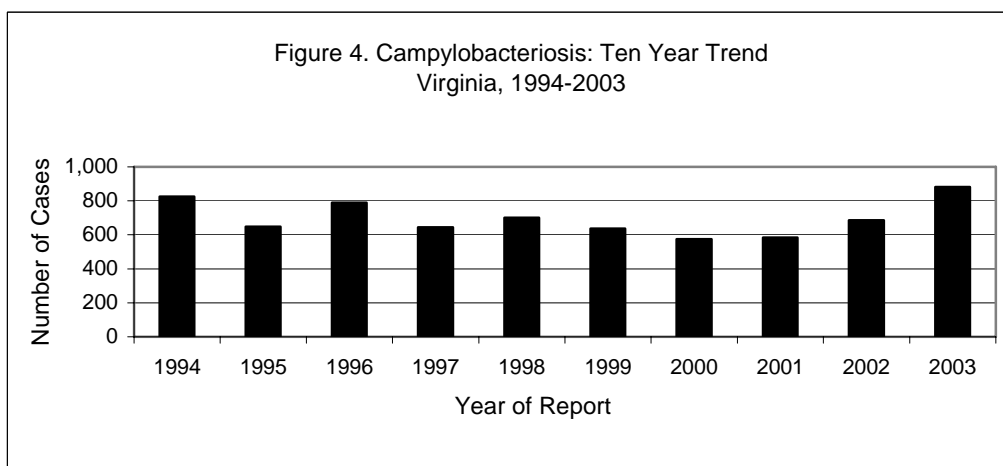 Figure 4. Campylobacteriosis: Ten Year Trend
Virginia, 1994-2003
Number of Cases
1,000
800
600
400
200
0
1994 1995 1996 1997 1998 1999 2000 2001 2002 2003
Year of Report